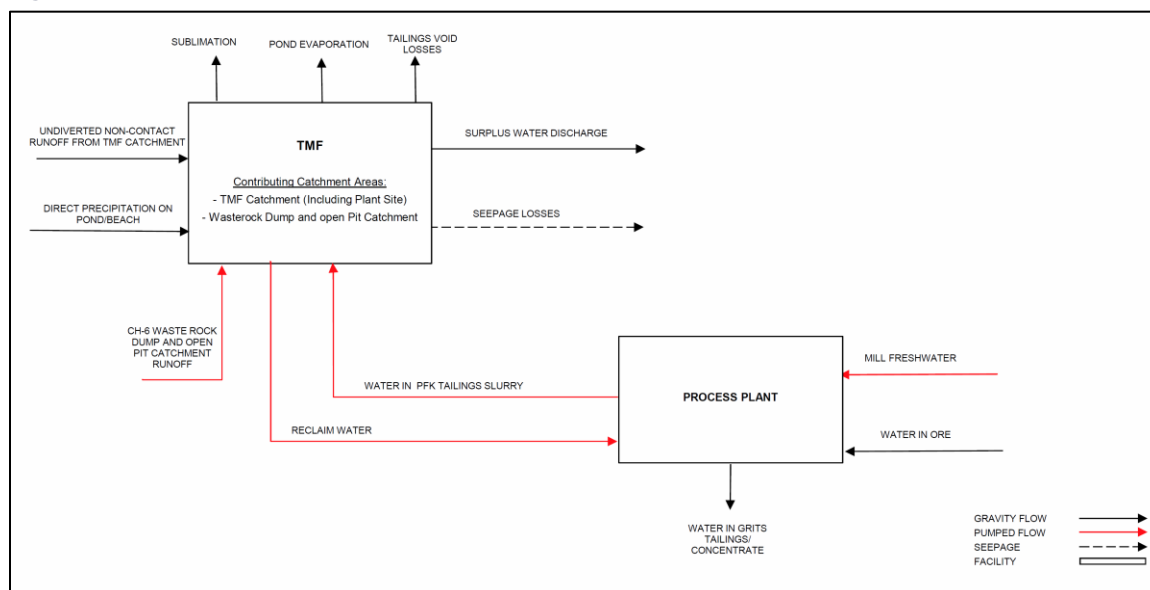 SUBLIMATION
POND EVAPORATION
TAILINGS VOID
LOSSES
UNDIVERTED NON-CONTACT
RUNOFF FROM TMF CATCHMENT
TMF
SURPLUS WATER DISCHARGE
Contributing Catchment Areas:
- TMF Catchment (Including Plant Site)
- Wasterock Dump and open Pit Catchment
DIRECT PRECIPITATION ON
POND/BEACH
SEEPAGE LOSSES
CH-6 WASTE ROCK
DUMP AND OPEN
PIT CATCHMENT
RUNOFF
WATER IN PFK TAILINGS SLURRY
RECLAIM WATER
PROCESS PLANT
MILL FRESHWATER
WATER IN ORE
WATER IN GRITS
TAILINGS/
CONCENTRATE
GRAVITY FLOW
PUMPED FLOW
SEEPAGE
FACILITY